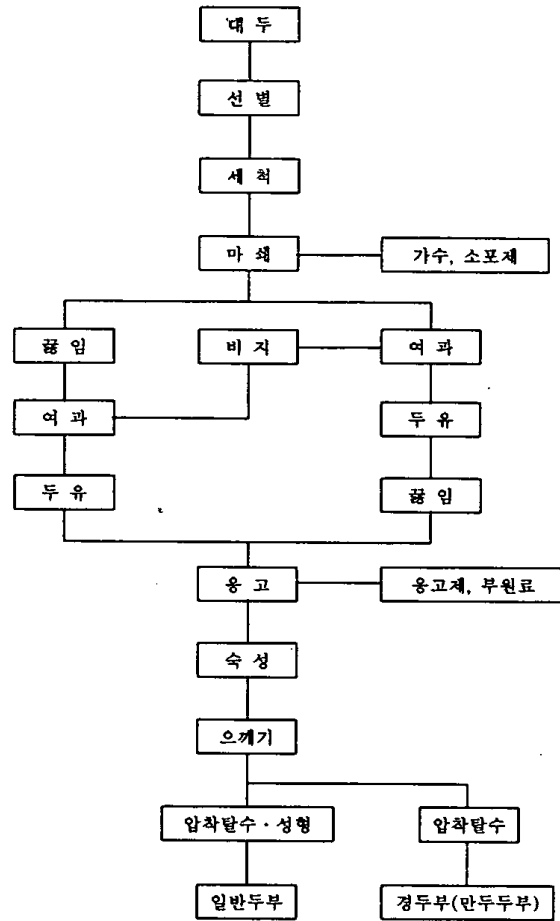 대 두
선 별
세 척
마 쇄
가수, 소포제
끓 임
비 지
여 과
여 과
두 유
두 유
끓 임
응 고
응고제, 부원료
숙 성
으깨기
압착탈수 · 성형
압착탈수
일반두부
경두부(만두두부)